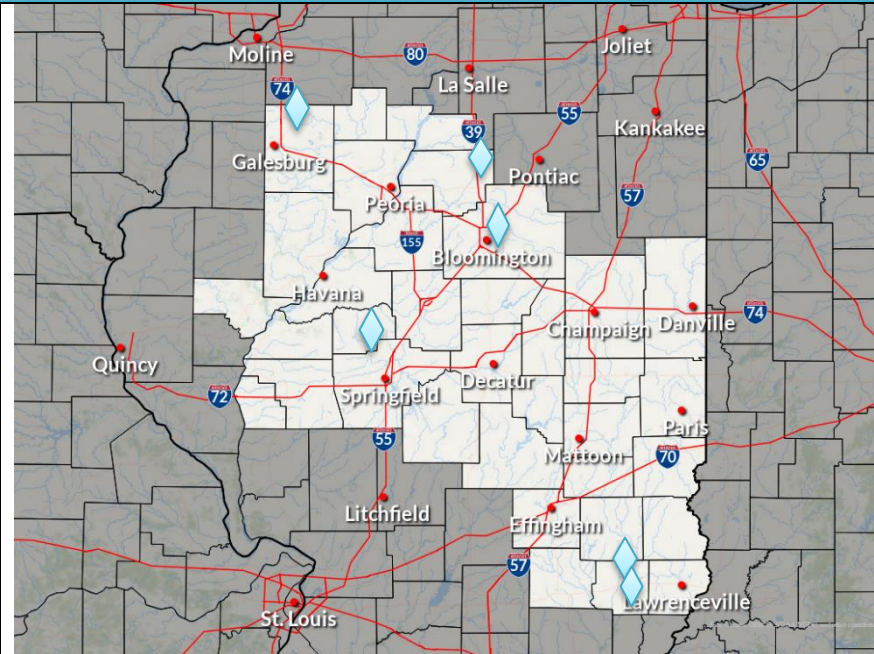 Moline
Joliet
80
La Salle
74
55
39
Kankakee
Galesburg
65
Pontiac
57
Peoria
155
Bloomington
Havana
Champaign
Danville
74
Quincy
Springfield
Decatur
72
Paris
55
Mattoon
70
Litchfield
Effingham
57
Lawrenceville
St. Louis